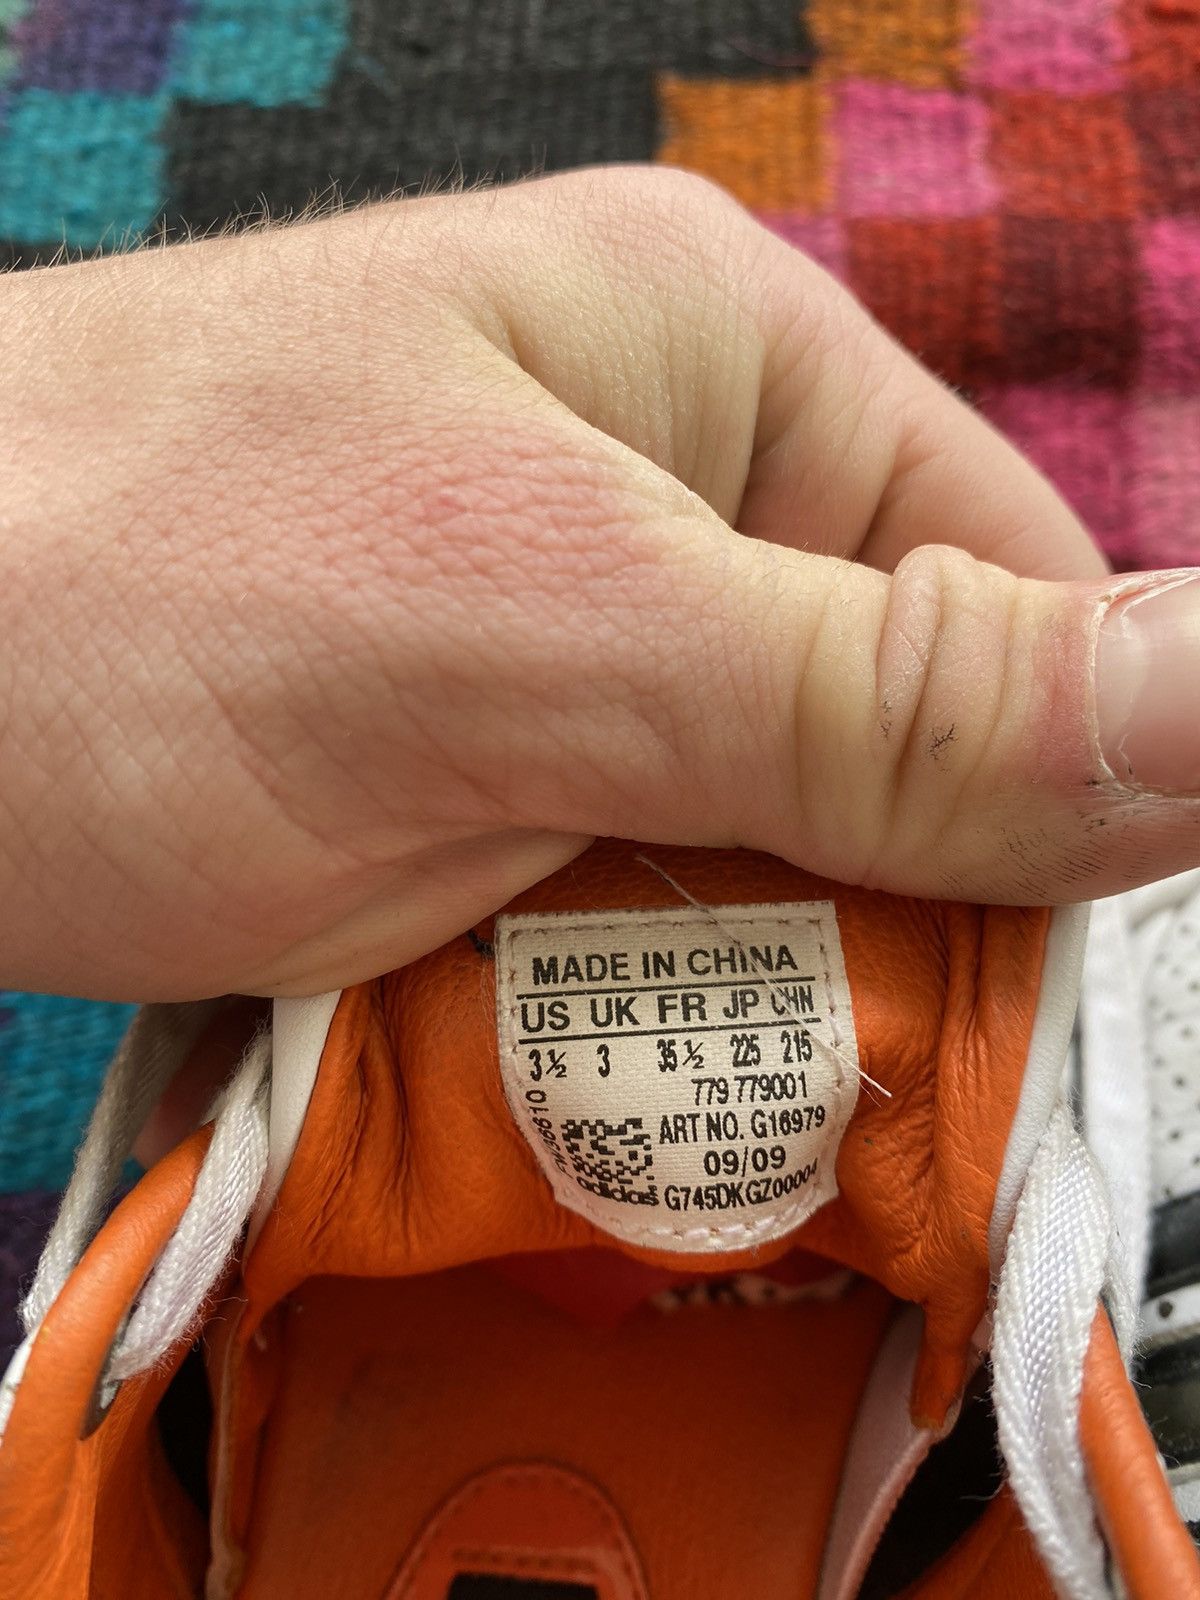 MADE IN CHINA
US UK FR JP CHN
3½ 3 35½ 225 215
779 779001
ART NO. G16979
09/09
adidas G745DKGZ00004